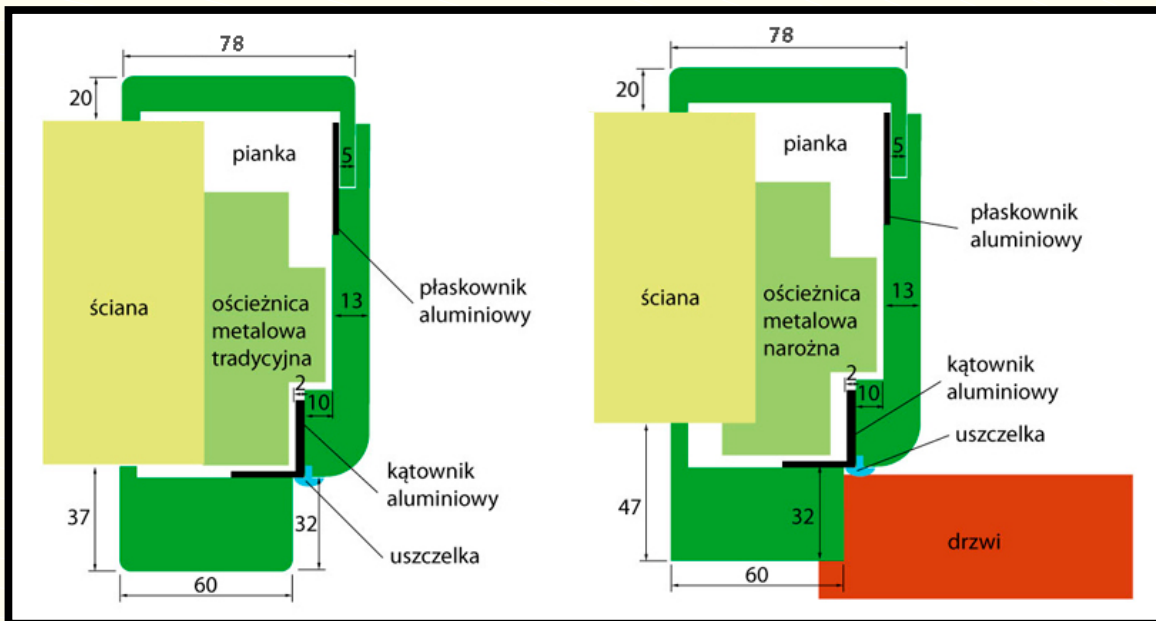 78
20
pianka
5
płaskownik
aluminiowy
ściana
ościeżnica
metalowa
tradycyjna
13
2
10
kątownik
aluminiowy
37
32
uszczelka
60
78
20
pianka
5
płaskownik
aluminiowy
ściana
ościeżnica
metalowa
narożna
13
2
10
kątownik
aluminiowy
uszczelka
47
32
drzwi
60